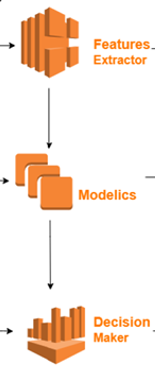 Features
Extractor
Modelics
Decision
Maker